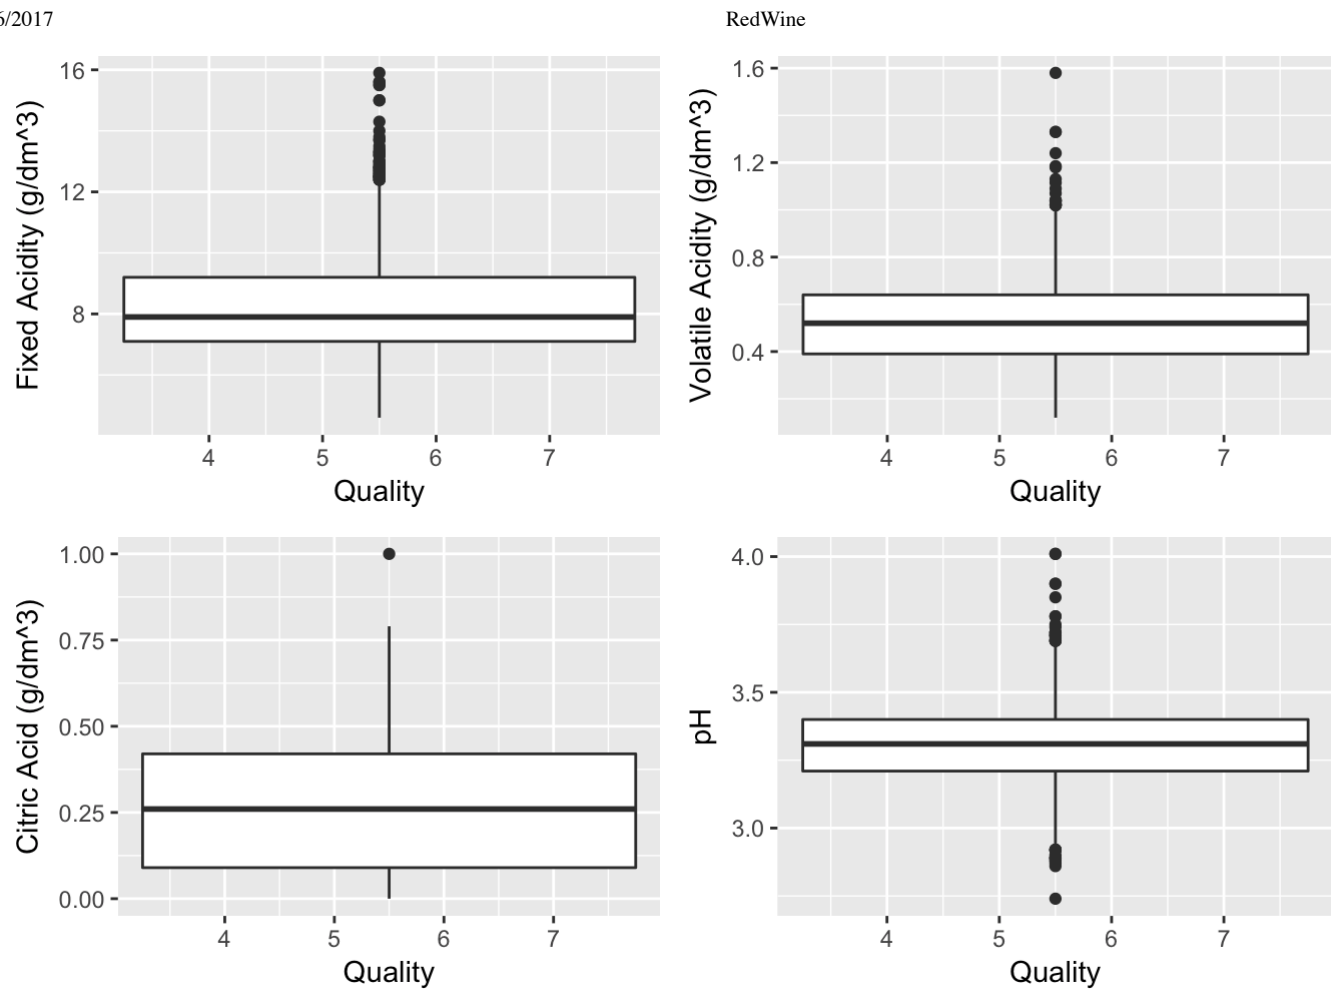 6/2017 RedWine
Fixed Acidity (g/dm^3)
16
12
8
4 5 6 7
Quality
Volatile Acidity (g/dm^3)
1.6
1.2
0.8
0.4
4 5 6 7
Quality
Citric Acid (g/dm^3)
1.00
0.75
0.50
0.25
0.00
4 5 6 7
Quality
pH
4.0
3.5
3.0
4 5 6 7
Quality